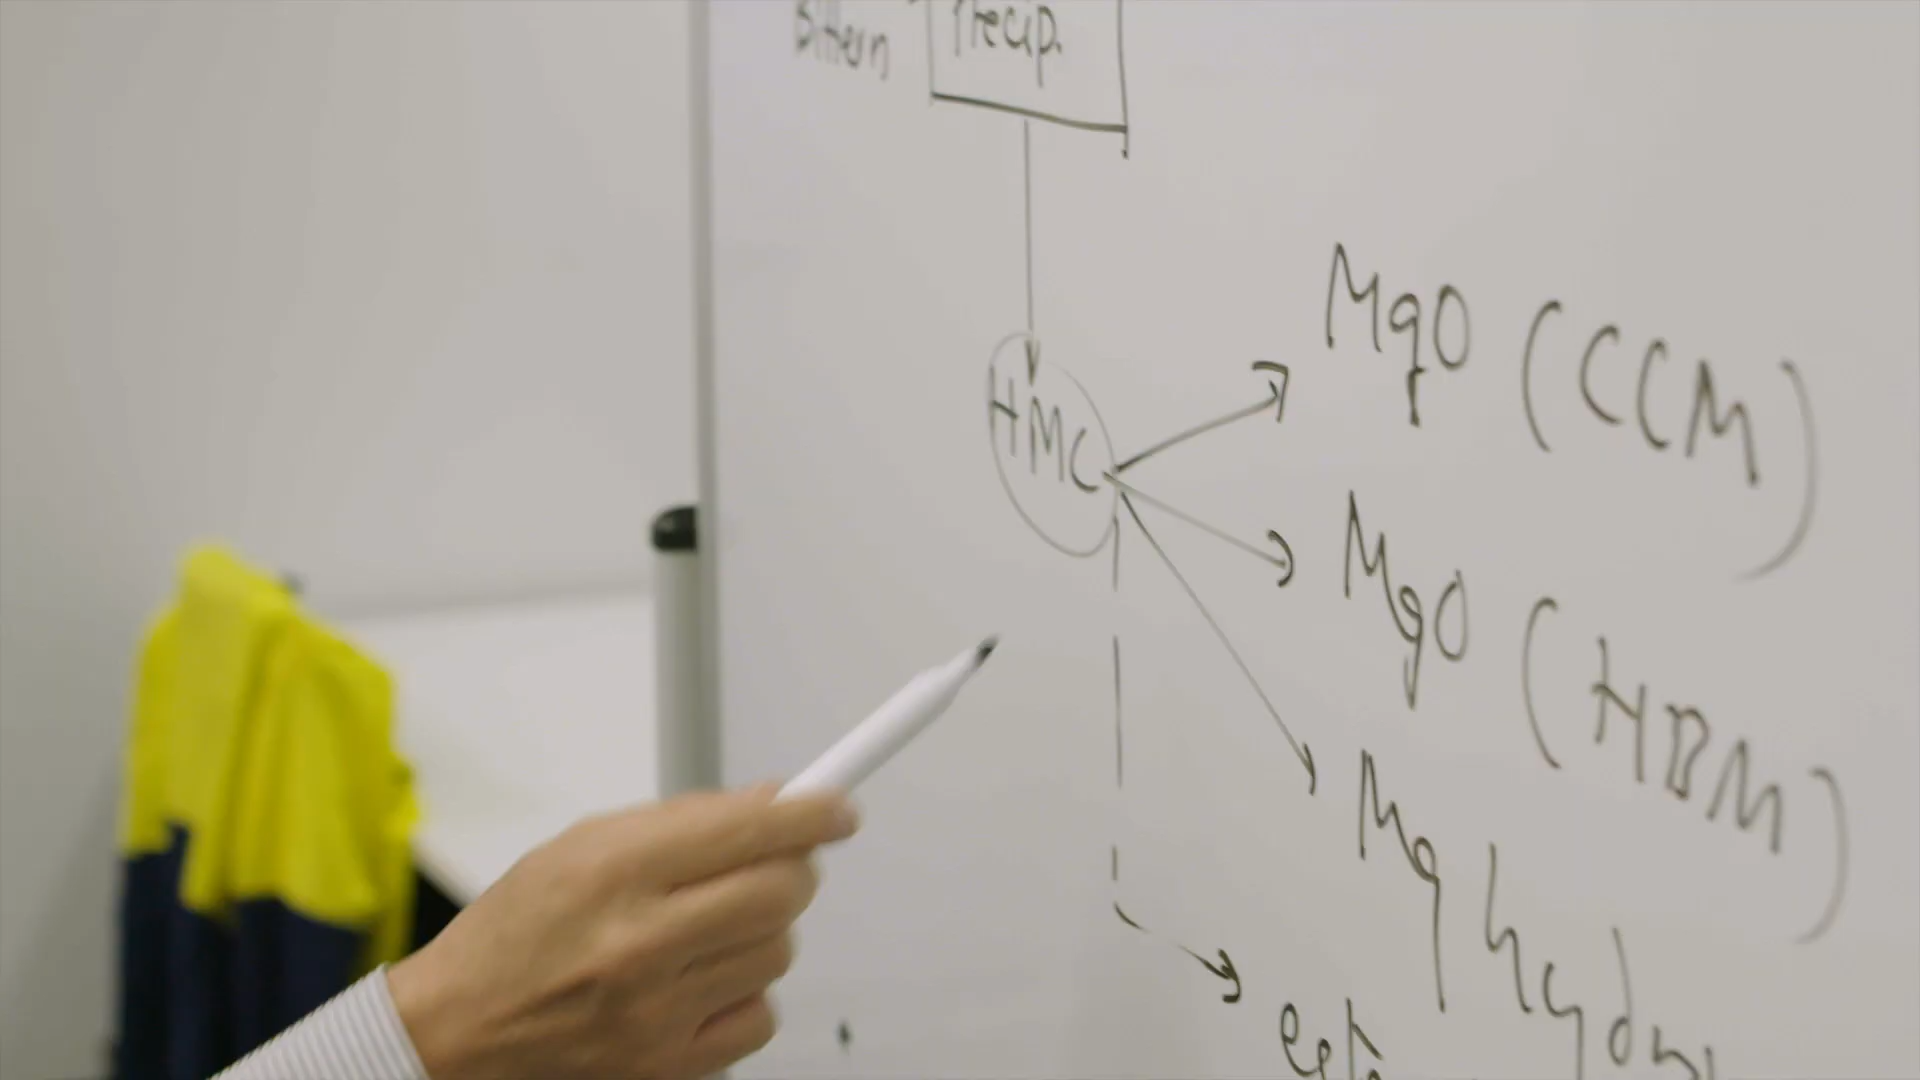 Bittern
Precip.
HMC
MgO (CCM)
MgO (HBM)
Mg hydr